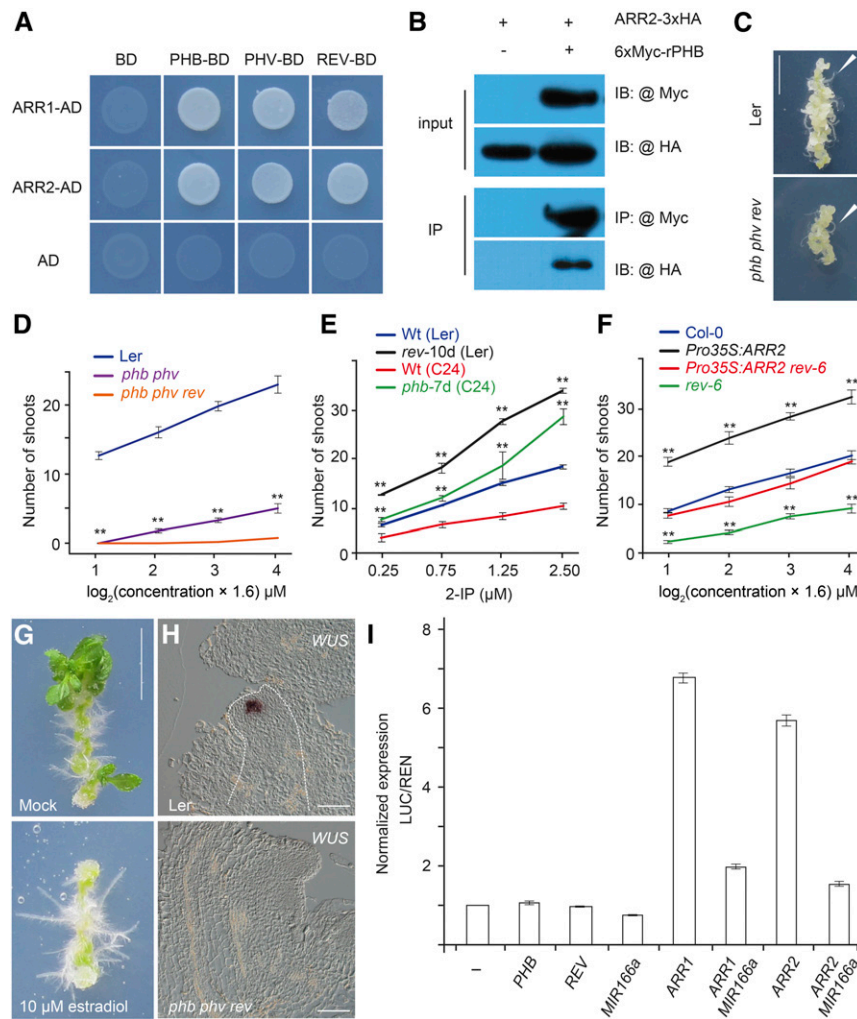 A
BD PHB-BD PHV-BD REV-BD
ARR1-AD
ARR2-AD
AD
B
+ + ARR2-3xHA
- + 6xMyc-rPHB
input
IB: @ Myc
IB: @ HA
IP
IP: @ Myc
IB: @ HA
C
Ler
phb phv rev
D
Ler
phb phv
phb phv rev
Number of shoots
20
10
0
** ** ** **
1 2 3 4
log2(concentration × 1.6) µM
E
Wt (Ler)
rev-10d (Ler)
Wt (C24)
phb-7d (C24)
Number of shoots
30
20
10
0
** ** ** **
** ** ** **
0.25 0.75 1.25 2.50
2-IP (µM)
F
Col-0
Pro35S:ARR2
Pro35S:ARR2 rev-6
rev-6
Number of shoots
30
20
10
0
** ** ** **
** ** ** **
1 2 3 4
log2(concentration × 1.6) µM
G
Mock
10 µM estradiol
H
WUS
Ler
WUS
phb phv rev
I
Normalized expression
LUC/REN
8
6
4
2
–
PHB
REV
MIR166a
ARR1
ARR1
MIR166a
ARR2
ARR2
MIR166a